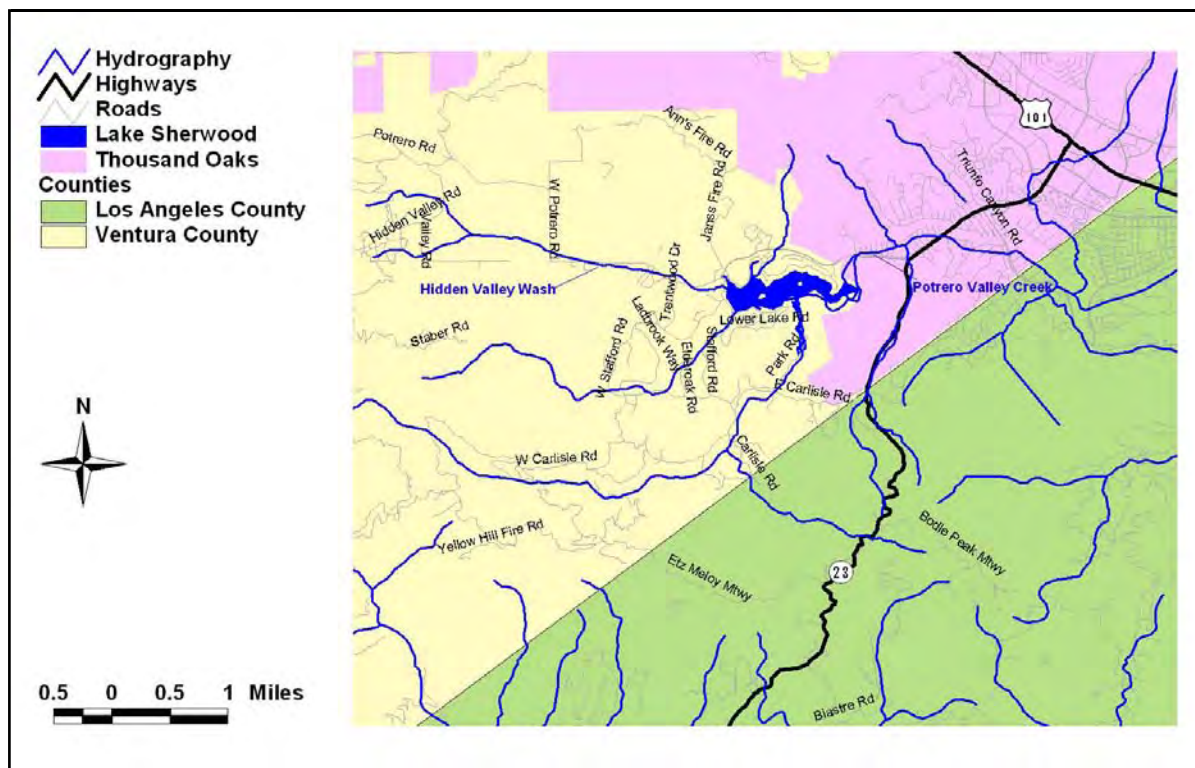 Hydrography
Highways
Roads
Lake Sherwood
Thousand Oaks
Counties
Los Angeles County
Ventura County
N
0.5 0 0.5 1 Miles
101
Ann's Fire Rd
Potrero Rd
Triunfo Canyon Rd
W Potrero Rd
Janss Fire Rd
Hidden Valley Rd
Valley Rd
Trentwood Dr
Hidden Valley Wash
Potrero Valley Creek
Lower Lake Rd
Staber Rd
Ladbrook Way
W Stafford Rd
Stafford Rd
Park Rd
E Carlisle Rd
W Carlisle Rd
Carlisle Rd
Yellow Hill Fire Rd
Bodie Peak Mtwy
Etz Meloy Mtwy
23
Blastre Rd